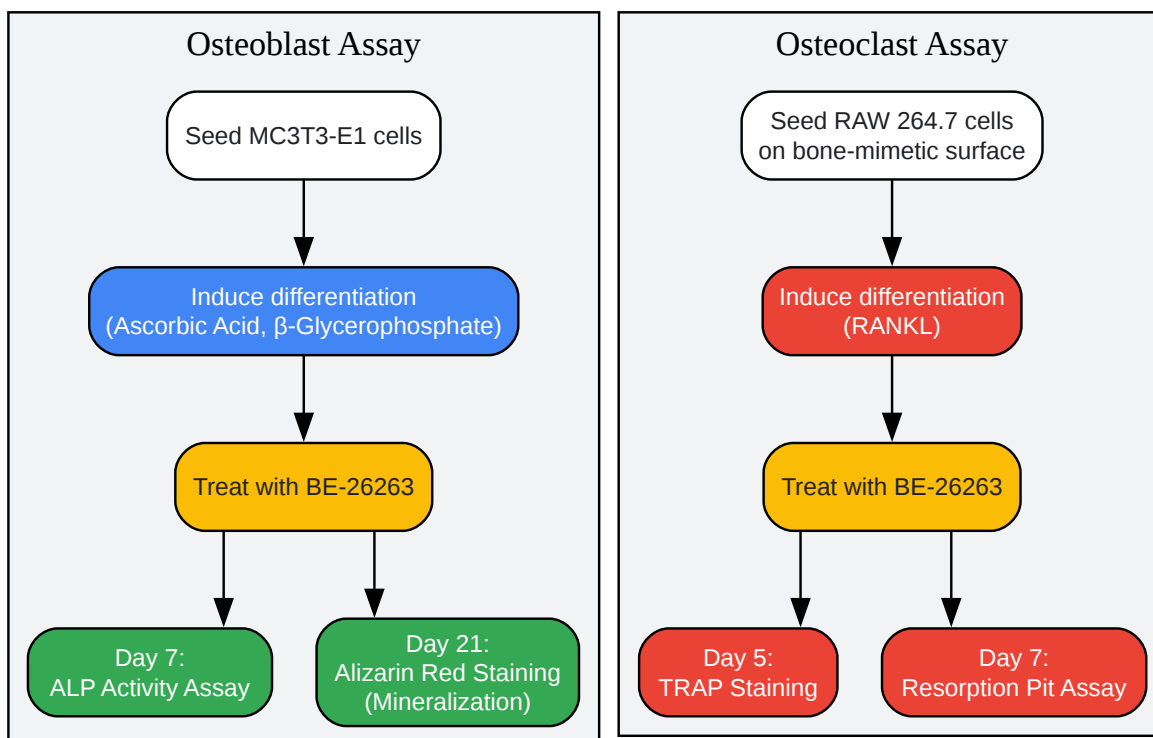 Osteoblast Assay
Seed MC3T3-E1 cells
Induce differentiation
(Ascorbic Acid, β-Glycerophosphate)
Treat with BE-26263
Day 7:
ALP Activity Assay
Day 21:
Alizarin Red Staining
(Mineralization)
Osteoclast Assay
Seed RAW 264.7 cells
on bone-mimetic surface
Induce differentiation
(RANKL)
Treat with BE-26263
Day 5:
TRAP Staining
Day 7:
Resorption Pit Assay